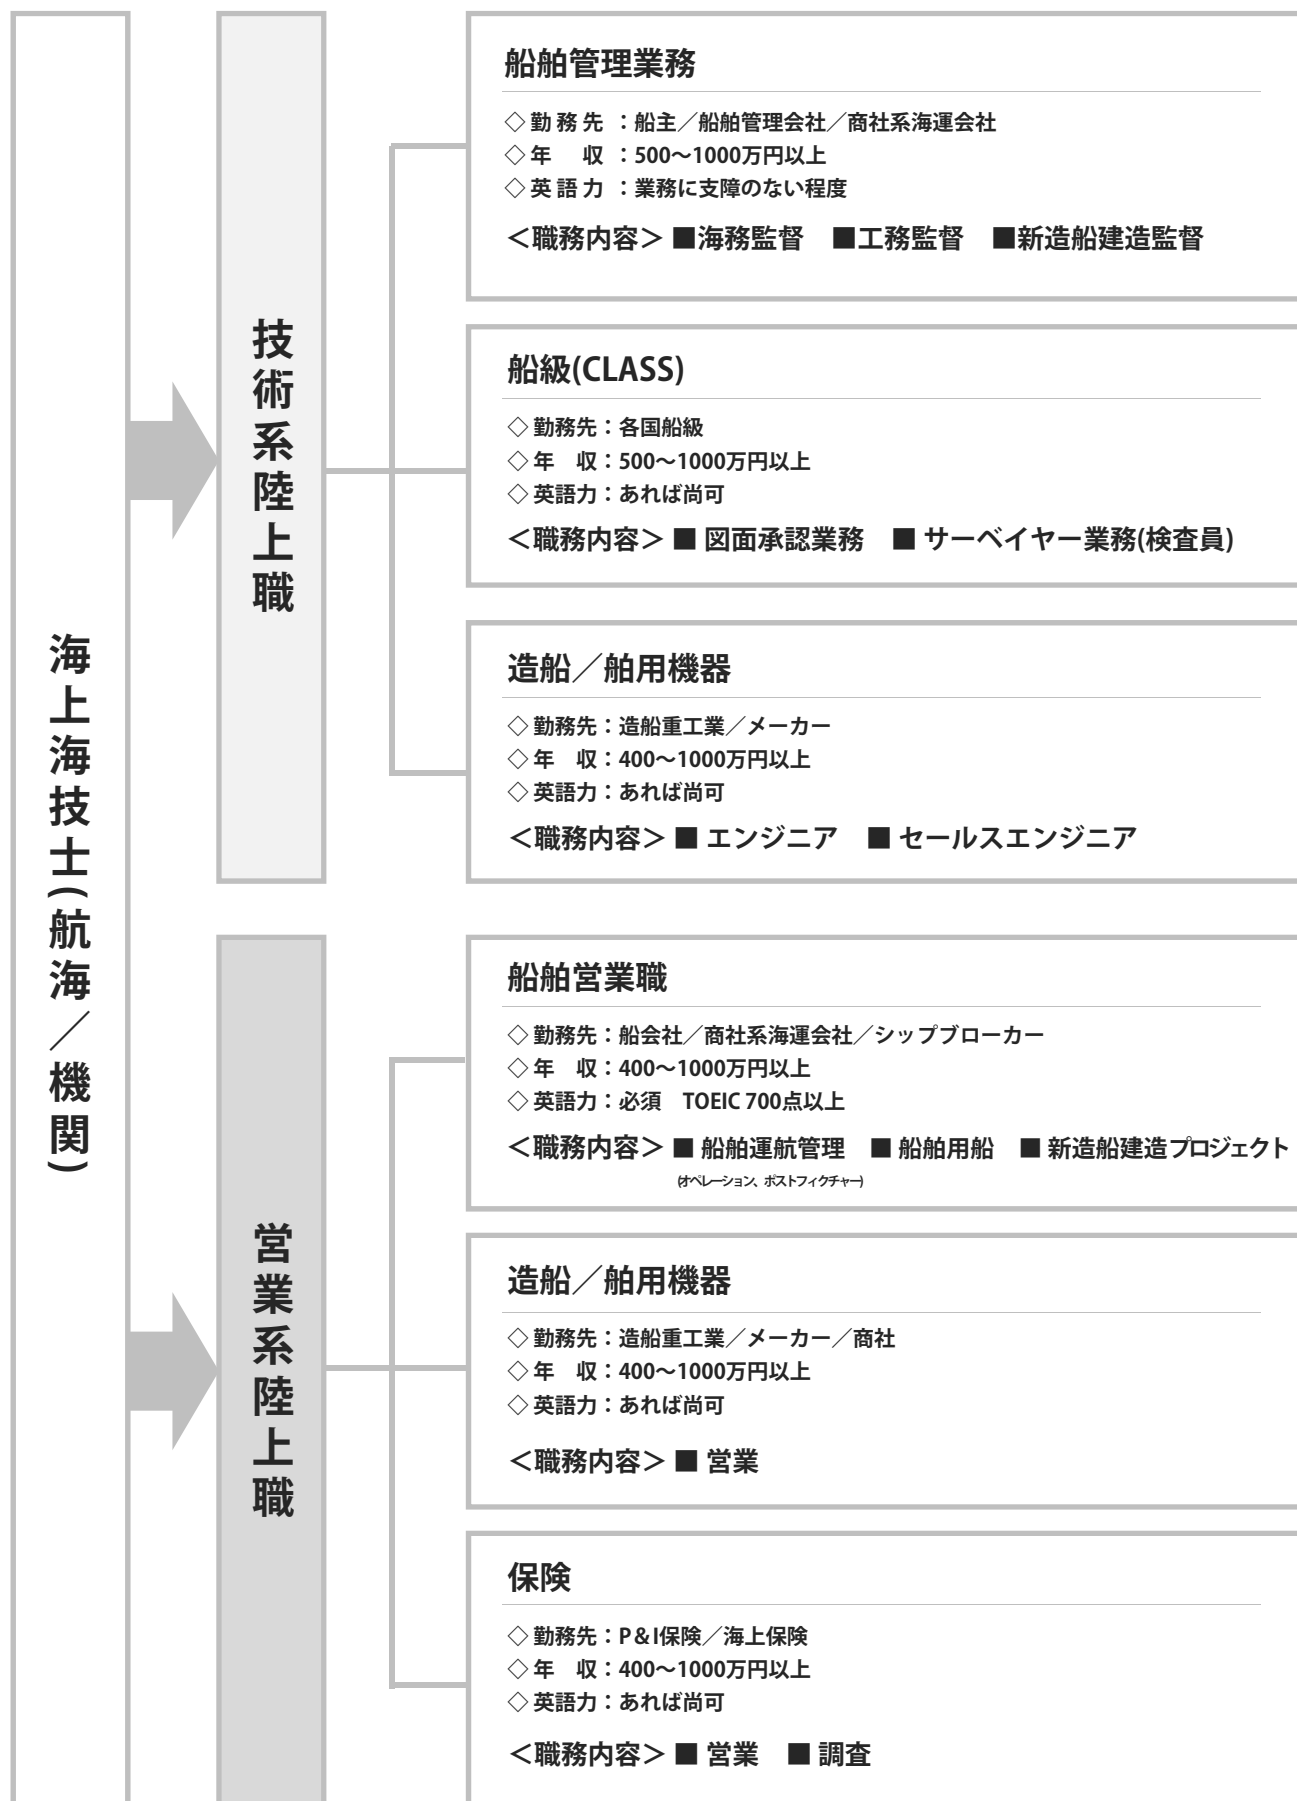 海上海技士(航海／機関)
技術系陸上職
船舶管理業務
◇勤務先：船主／船舶管理会社／商社系海運会社
◇年　収：500〜1000万円以上
◇英語力：業務に支障のない程度
＜職務内容＞ ■海務監督　■工務監督　■新造船建造監督
船級(CLASS)
◇勤務先：各国船級
◇年　収：500〜1000万円以上
◇英語力：あれば尚可
＜職務内容＞ ■ 図面承認業務　■ サーベイヤー業務(検査員)
造船／舶用機器
◇勤務先：造船重工業／メーカー
◇年　収：400〜1000万円以上
◇英語力：あれば尚可
＜職務内容＞ ■ エンジニア　■ セールスエンジニア
営業系陸上職
船舶営業職
◇勤務先：船会社／商社系海運会社／シップブローカー
◇年　収：400〜1000万円以上
◇英語力：必須　TOEIC 700点以上
＜職務内容＞ ■ 船舶運航管理　■ 船舶用船　■ 新造船建造プロジェクト
(オペレーション、ポストフィクチャー)
造船／舶用機器
◇勤務先：造船重工業／メーカー／商社
◇年　収：400〜1000万円以上
◇英語力：あれば尚可
＜職務内容＞ ■ 営業
保険
◇勤務先：P＆I保険／海上保険
◇年　収：400〜1000万円以上
◇英語力：あれば尚可
＜職務内容＞ ■ 営業　■ 調査